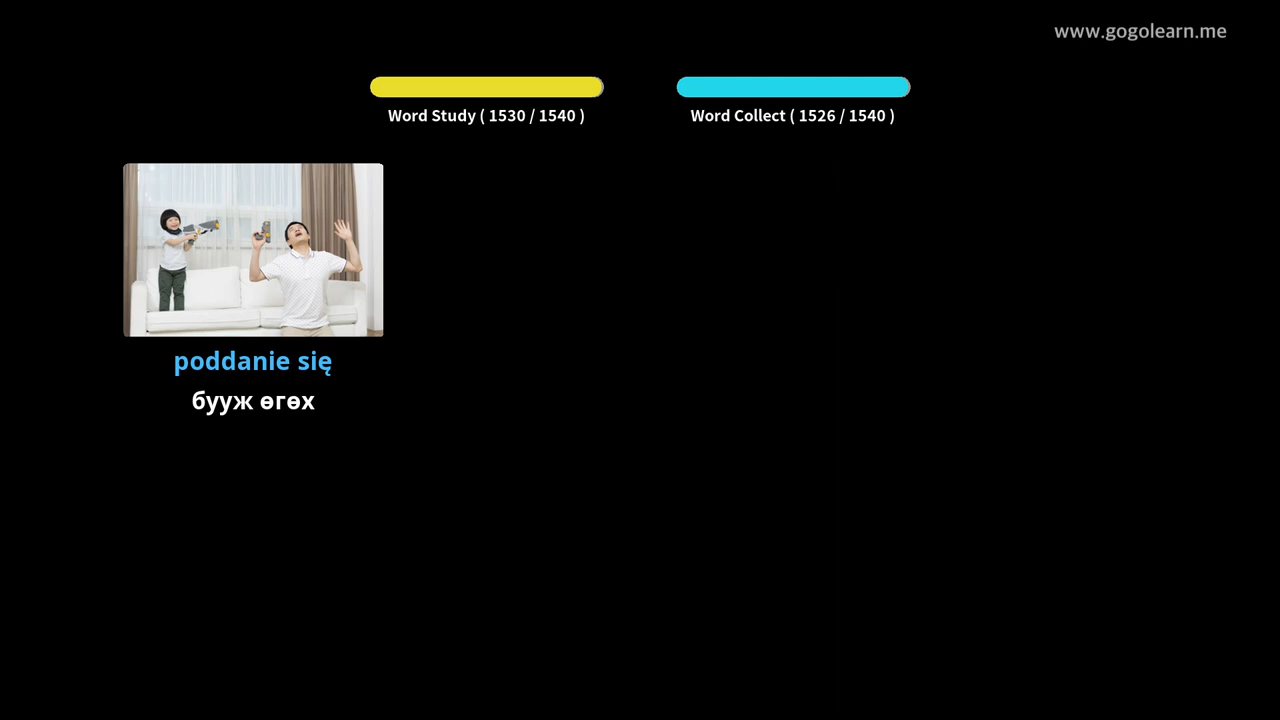 www.gogolearn.me
Word Study ( 1530 / 1540 )
Word Collect ( 1526 / 1540 )
poddanie się
бууж өгөх